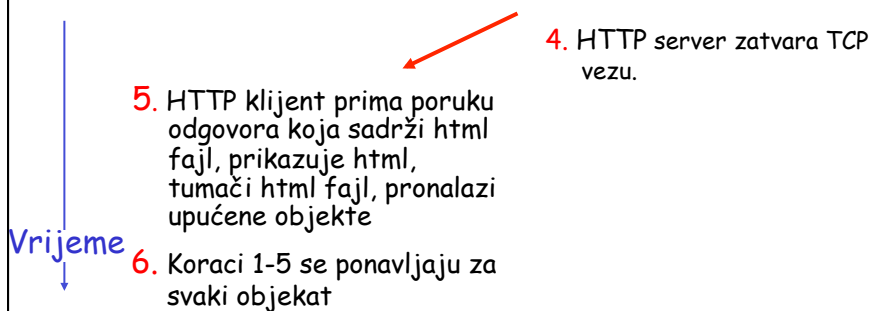 4. HTTP server zatvara TCP
vezu.
5. HTTP klijent prima poruku
odgovora koja sadrži html
fajl, prikazuje html,
tumači html fajl, pronalazi
upućene objekte
Vrijeme
6. Koraci 1-5 se ponavljaju za
svaki objekat